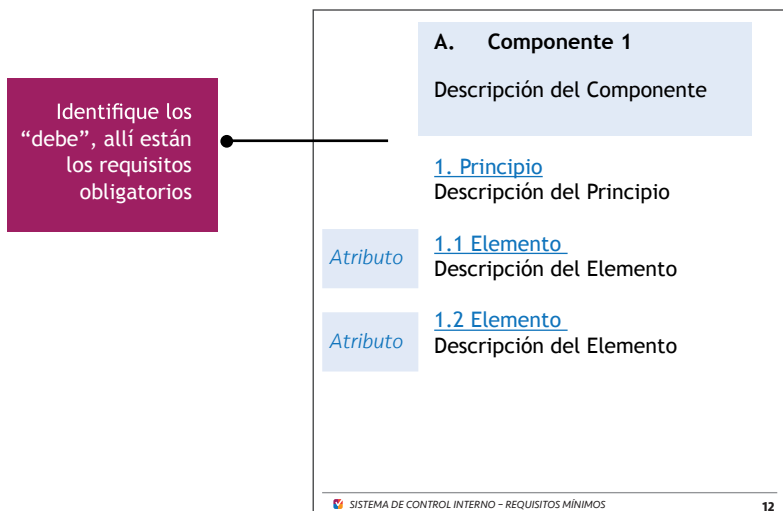 Identifique los
“debe”, allí están
los requisitos
obligatorios
A. Componente 1
Descripción del Componente
1. Principio
Descripción del Principio
Atributo
1.1 Elemento
Descripción del Elemento
Atributo
1.2 Elemento
Descripción del Elemento
SISTEMA DE CONTROL INTERNO – REQUISITOS MÍNIMOS 12